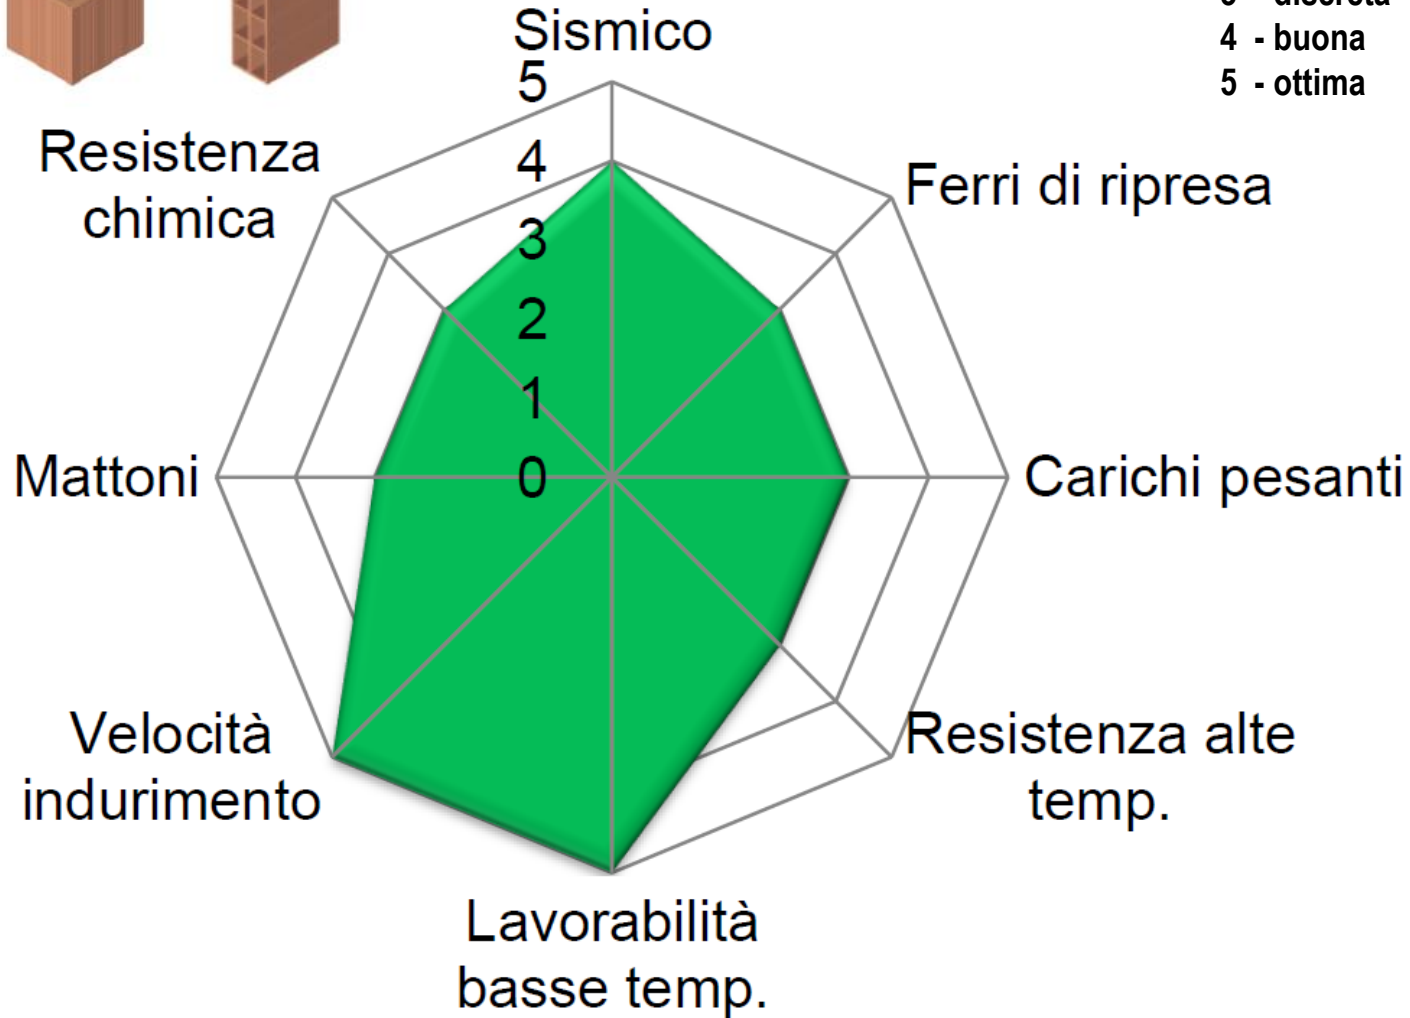 4 - buona
5 - ottima
Sismico
5
4
3
2
1
0
Ferri di ripresa
Carichi pesanti
Resistenza alte
temp.
Lavorabilità
basse temp.
Velocità
indurimento
Mattoni
Resistenza
chimica